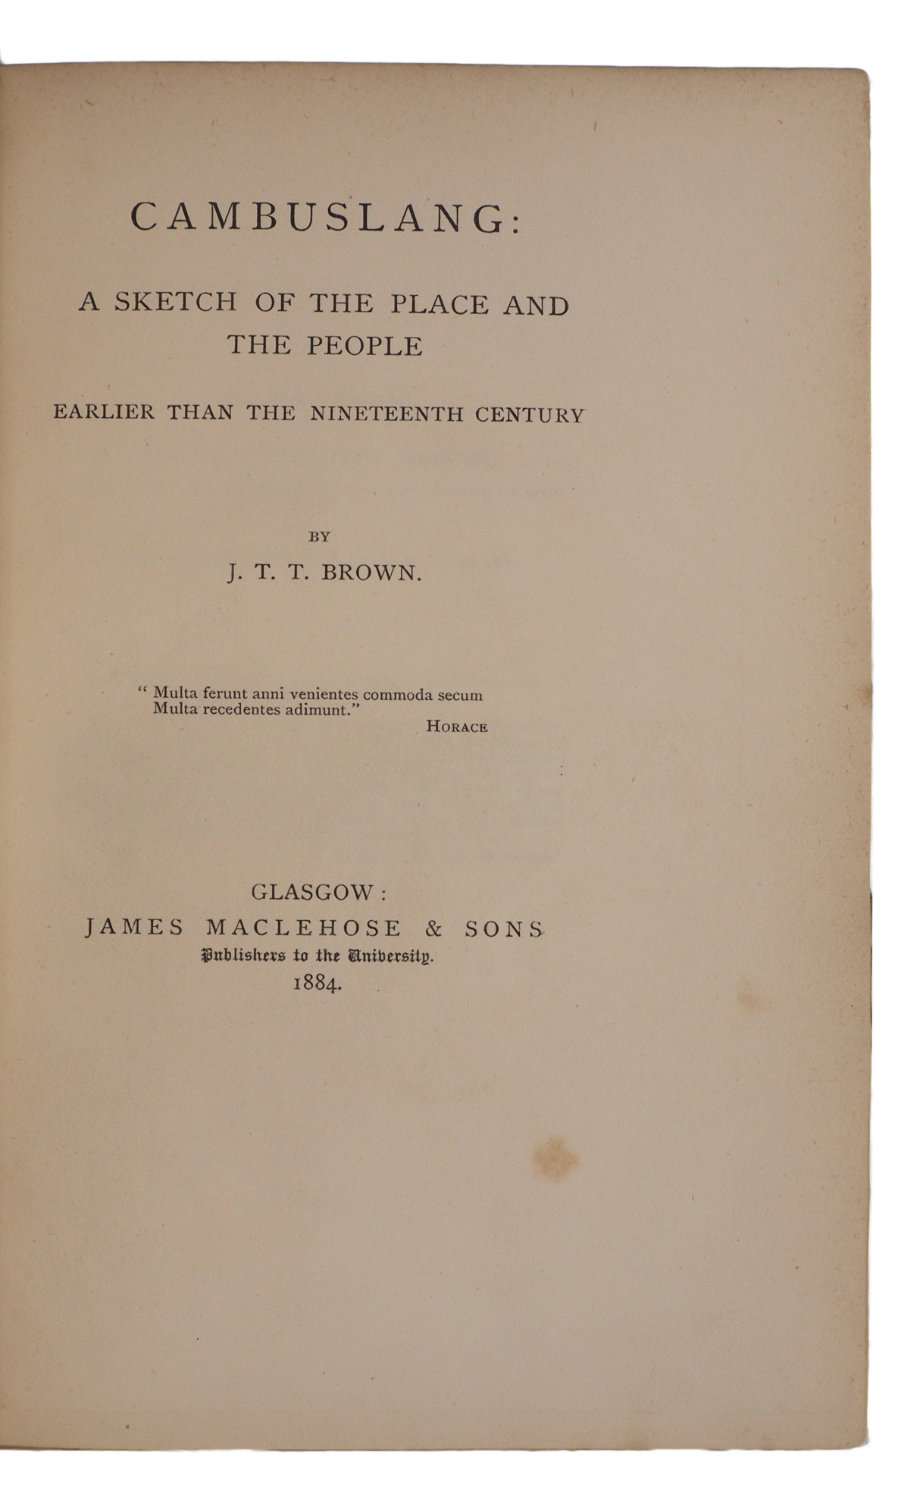 CAMBUSLANG:
A SKETCH OF THE PLACE AND
THE PEOPLE
EARLIER THAN THE NINETEENTH CENTURY
BY
J. T. T. BROWN.
“ Multa ferunt anni venientes commoda secum
Multa recedentes adimunt.”
HORACE
GLASGOW :
JAMES MACLEHOSE & SONS
Publishers to the University.
1884.